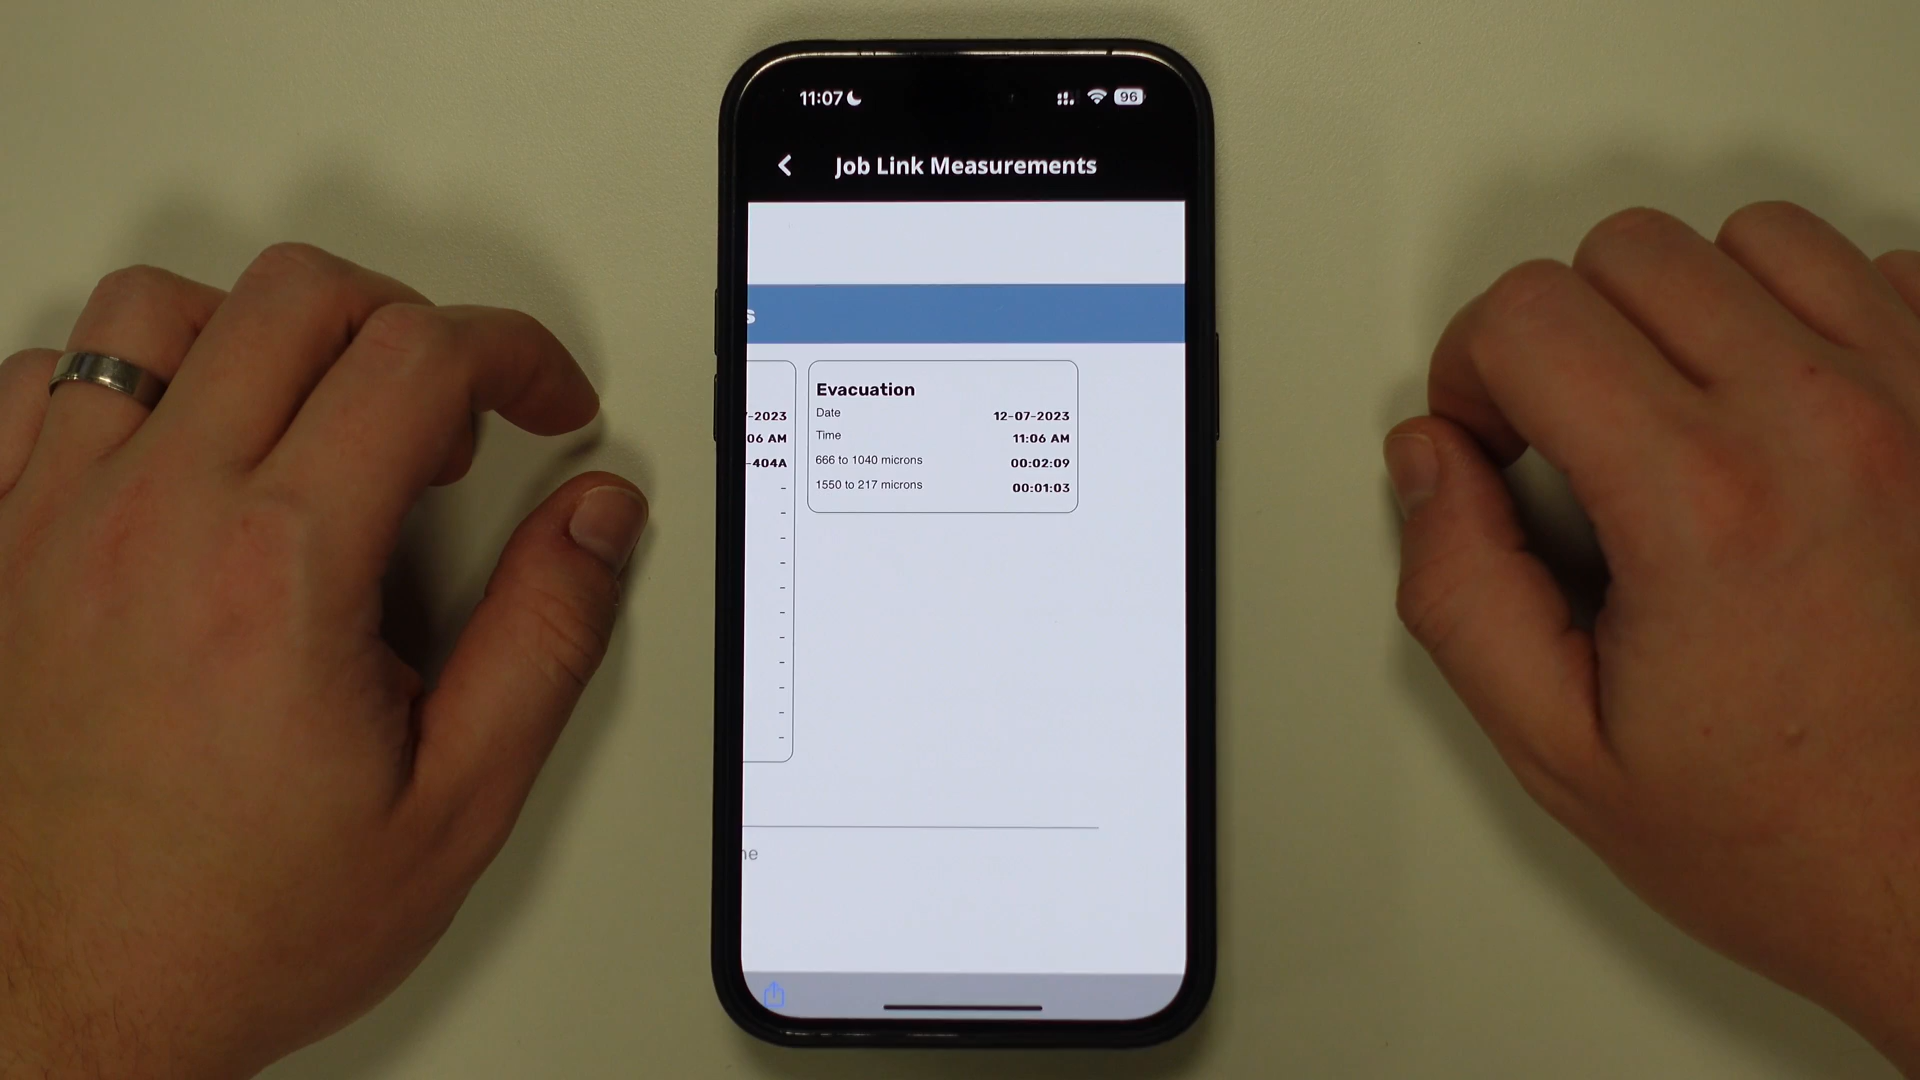 11:07
96
Job Link Measurements
s
-2023
06 AM
-404A
-
-
-
-
-
-
-
-
-
-
-
Evacuation
Date 12-07-2023
Time 11:06 AM
666 to 1040 microns 00:02:09
1550 to 217 microns 00:01:03
ne